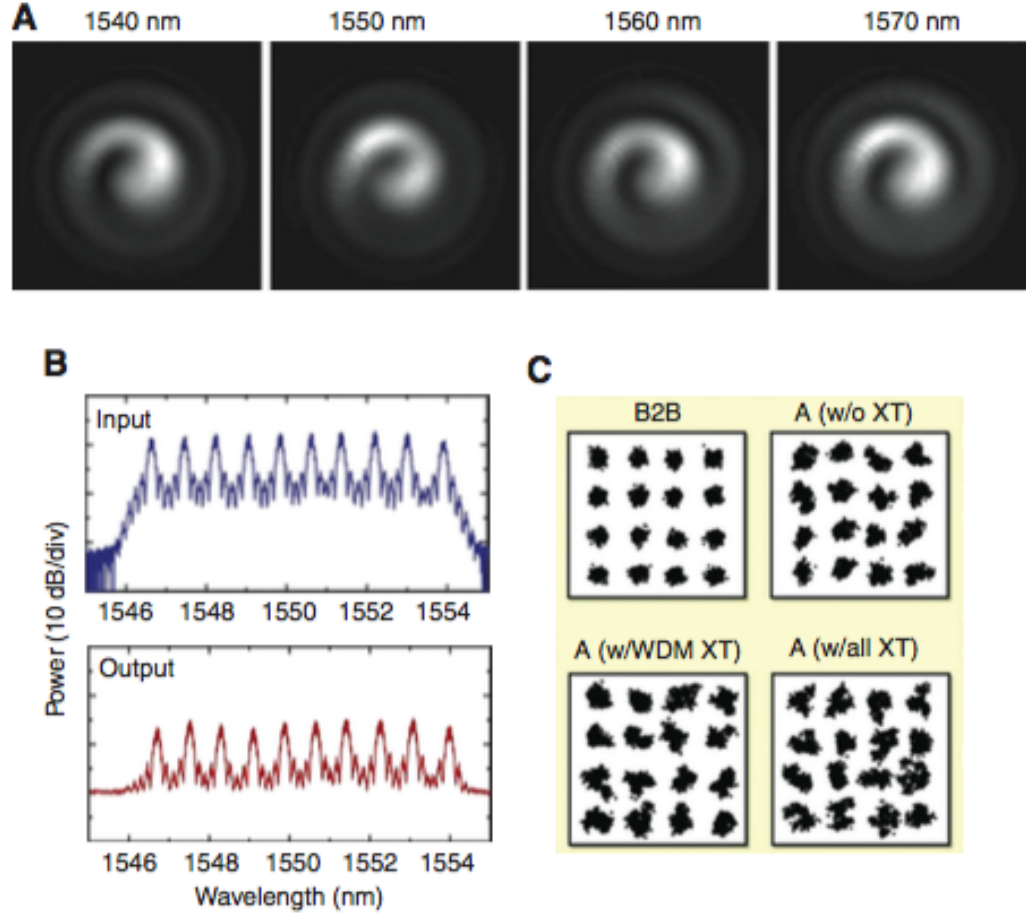 A
1540 nm 1550 nm 1560 nm 1570 nm
B
Input
1546 1548 1550 1552 1554
Output
1546 1548 1550 1552 1554
Wavelength (nm)
Power (10 dB/div)
C
B2B A (w/o XT)
A (w/WDM XT) A (w/all XT)